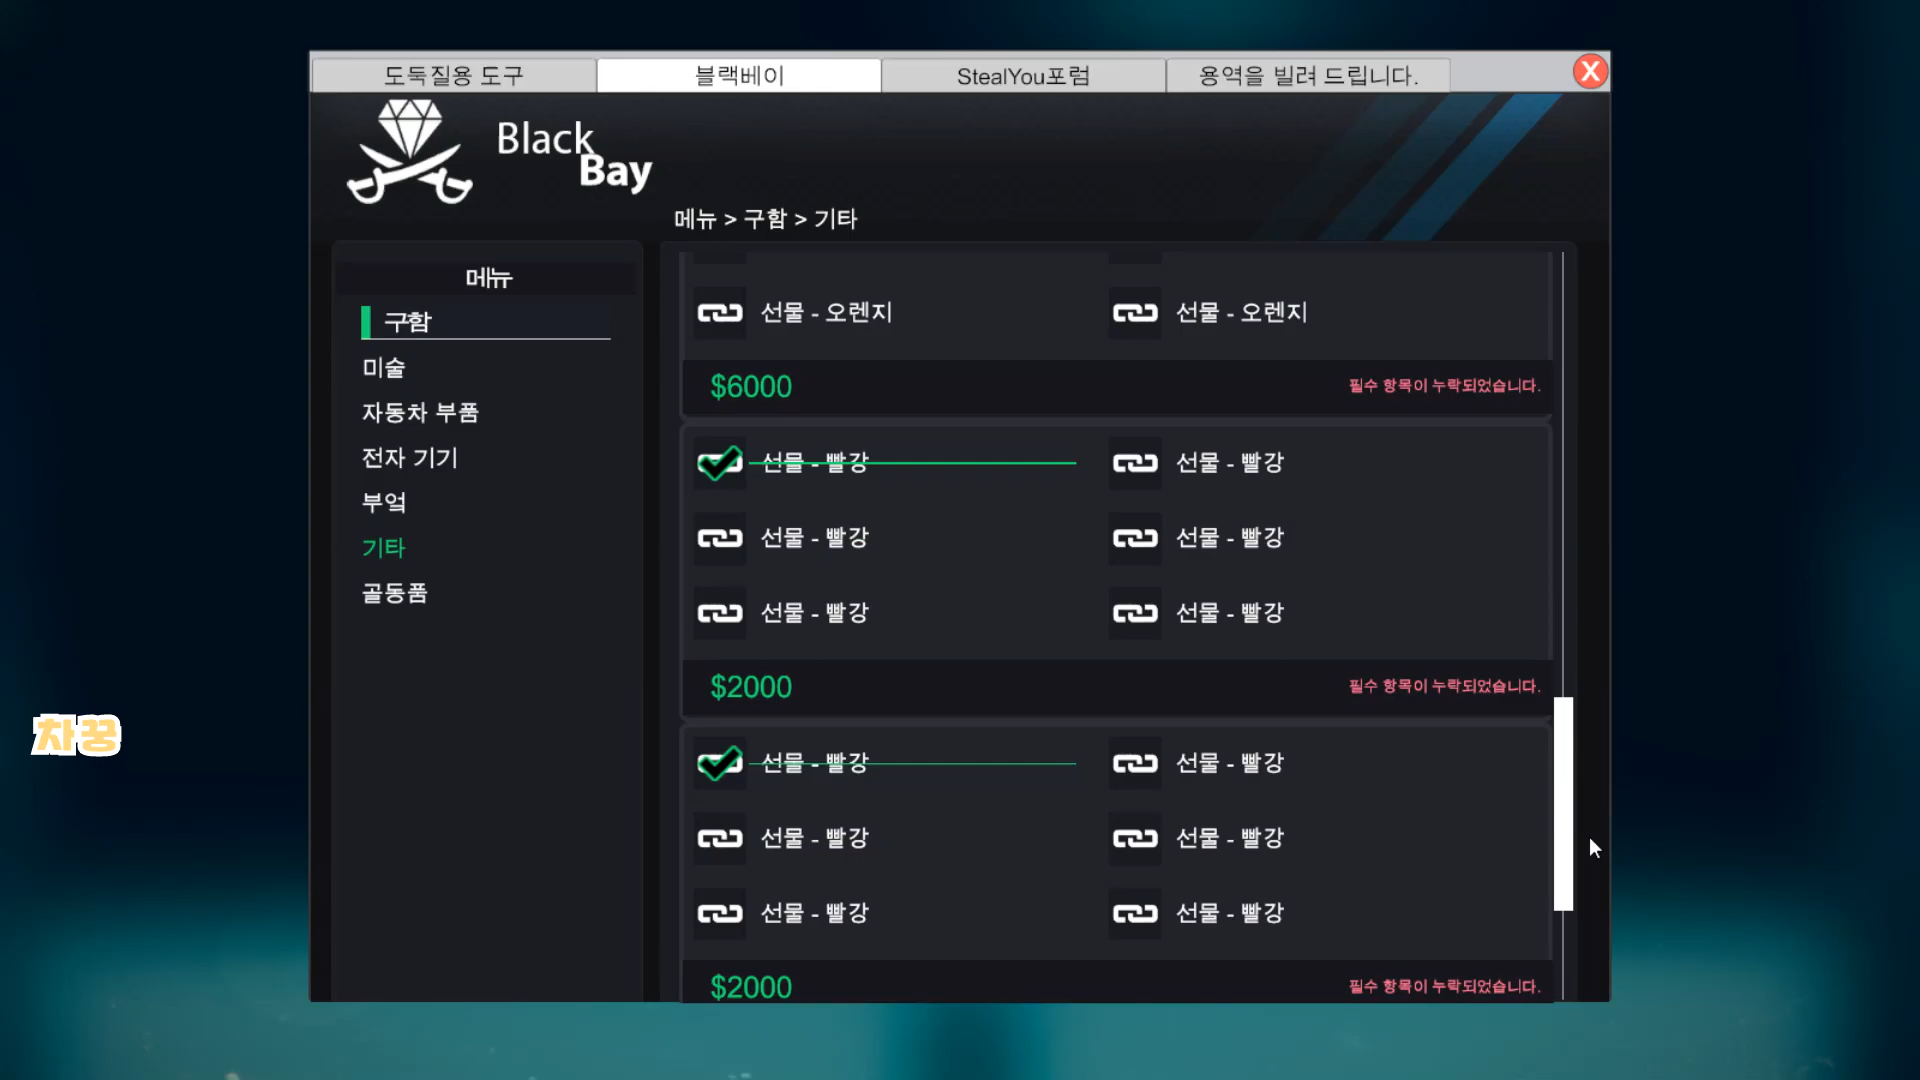 도둑질용 도구
블랙베이
StealYou포럼
용역을 빌려 드립니다.
X
Black
Bay
메뉴 > 구함 > 기타
메뉴
구함
미술
자동차 부품
전자 기기
부엌
기타
골동품
선물 - 오렌지
선물 - 오렌지
$6000
필수 항목이 누락되었습니다.
선물 - 빨강
선물 - 빨강
선물 - 빨강
선물 - 빨강
선물 - 빨강
선물 - 빨강
$2000
필수 항목이 누락되었습니다.
선물 - 빨강
선물 - 빨강
선물 - 빨강
선물 - 빨강
선물 - 빨강
선물 - 빨강
$2000
필수 항목이 누락되었습니다.
차꿍